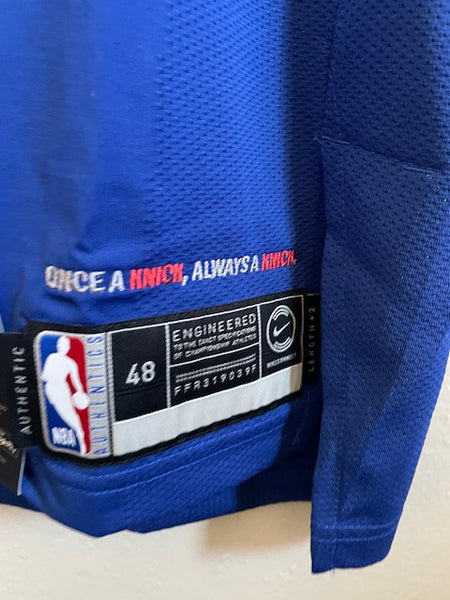 ONCE A KNICK, ALWAYS A KNICK.
AUTHENTIC
NBA
AUTHENTICS
48
ENGINEERED
TO THE EXACT SPECIFICATIONS
OF CHAMPIONSHIP ATHLETES
FFR319039F
NIKECONNECT
LENGTH +2